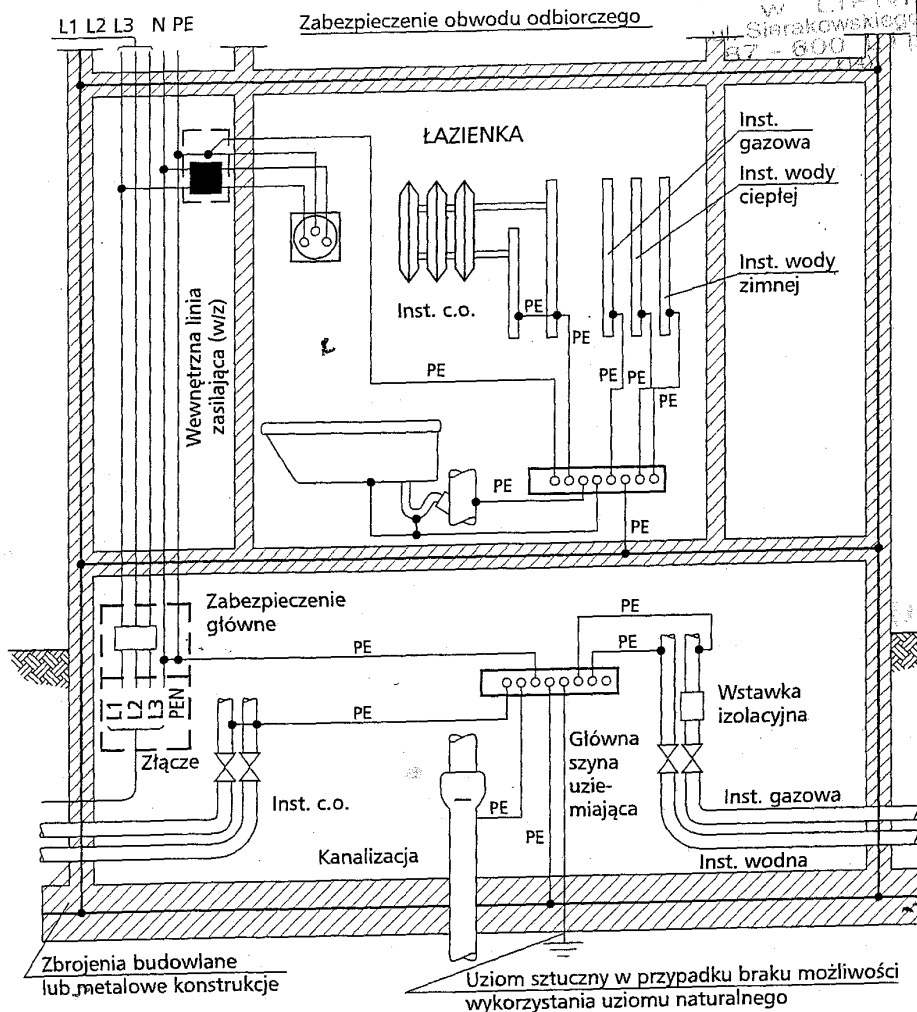 L1 L2 L3 N PE
Zabezpieczenie obwodu odbiorczego
W
Sierakowskiego
87 - 600
ŁAZIENKA
Inst.
gazowa
Inst. wody
ciepłej
Inst. wody
zimnej
Inst. c.o.
PE
PE
PE
PE
PE
PE
Wewnętrzna linia
zasilająca (w/z)
PE
PE
Zabezpieczenie
główne
PE
PE
PE
L1
L2
L3
PEN
Złącze
PE
Wstawka
izolacyjna
Główna
szyna
uzie-
miająca
Inst. c.o.
PE
PE
Inst. gazowa
Kanalizacja
Inst. wodna
Zbrojenia budowlane
lub metalowe konstrukcje
Uziom sztuczny w przypadku braku możliwości
wykorzystania uziomu naturalnego